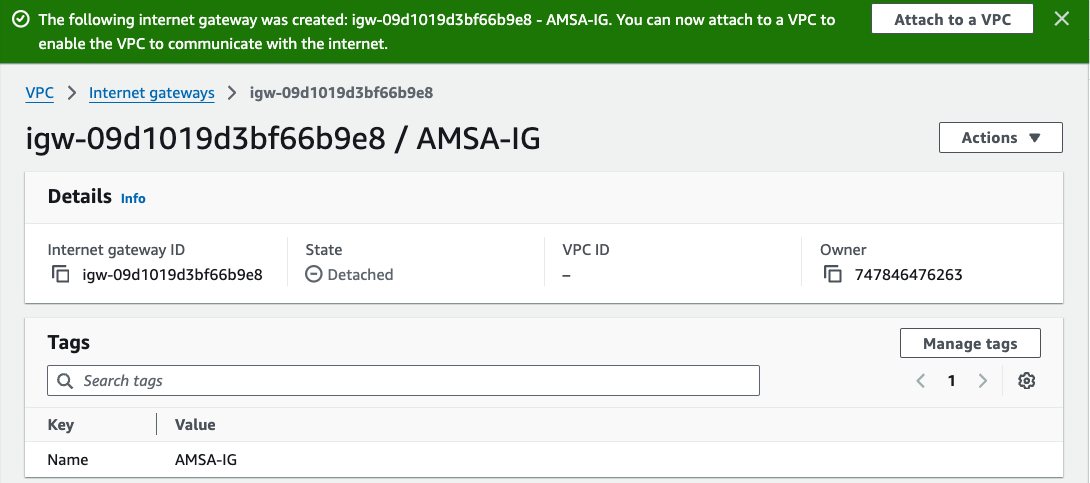 The following internet gateway was created: igw-09d1019d3bf66b9e8 - AMSA-IG. You can now attach to a VPC to
enable the VPC to communicate with the internet.
Attach to a VPC
VPC > Internet gateways > igw-09d1019d3bf66b9e8
igw-09d1019d3bf66b9e8 / AMSA-IG
Actions
Details Info
Internet gateway ID State VPC ID Owner
igw-09d1019d3bf66b9e8 Detached – 747846476263
Tags
Manage tags
Search tags
1
Key Value
Name AMSA-IG